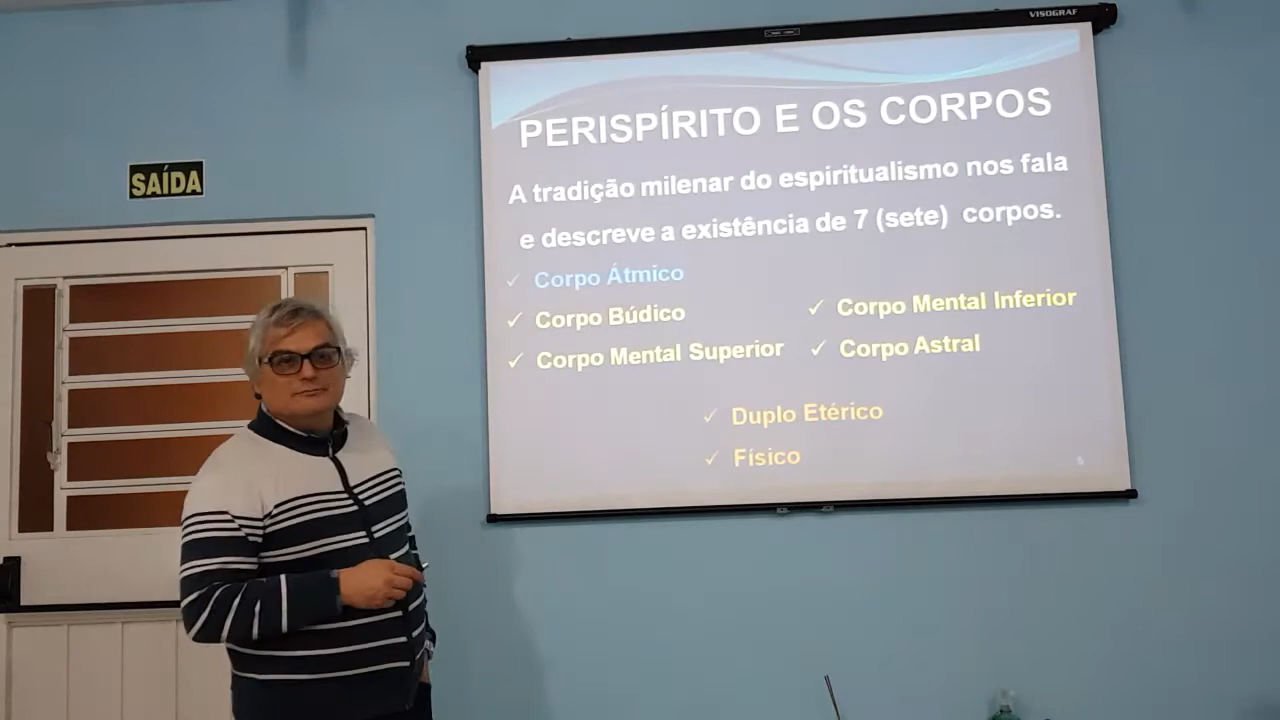 VISOGRAF
PERISPÍRITO E OS CORPOS
A tradição milenar do espiritualismo nos fala
e descreve a existência de 7 (sete) corpos.
✓ Corpo Átmico
✓ Corpo Búdico
✓ Corpo Mental Superior
✓ Corpo Mental Inferior
✓ Corpo Astral
✓ Duplo Etérico
✓ Físico
5
SAÍDA